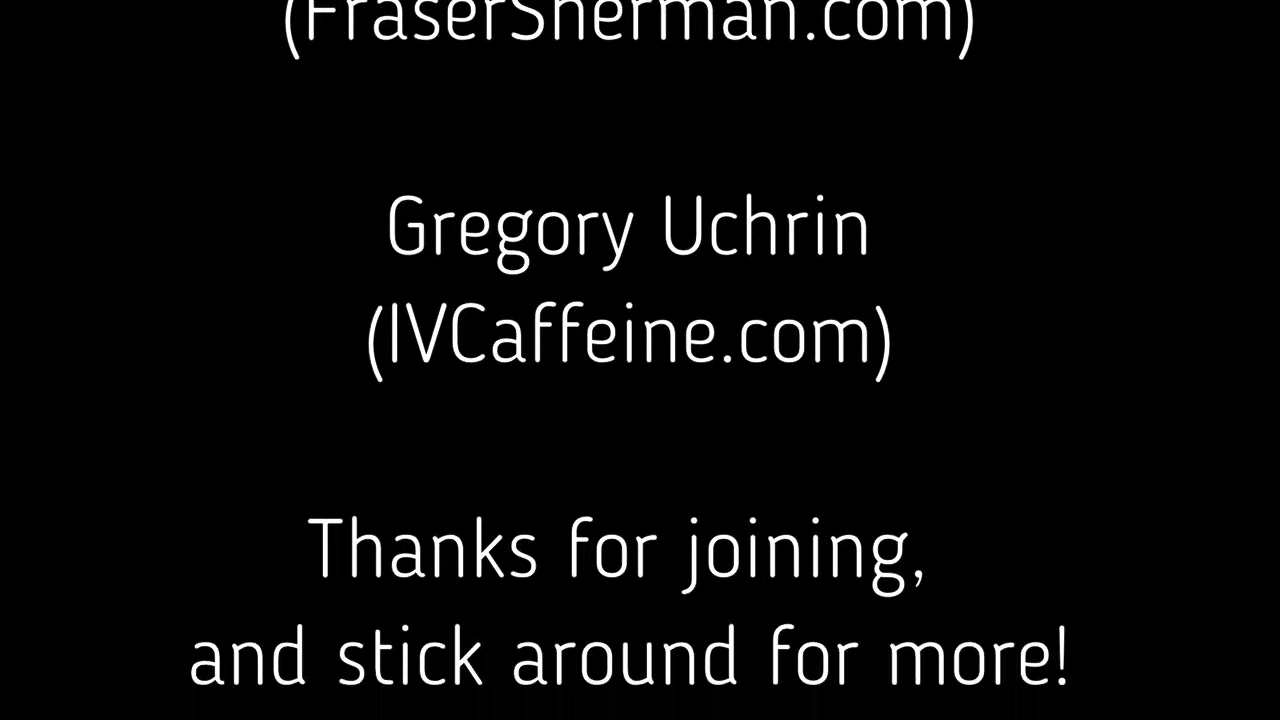 (FraserSherman.com)
Gregory Uchrin
(IVCaffeine.com)
Thanks for joining,
and stick around for more!